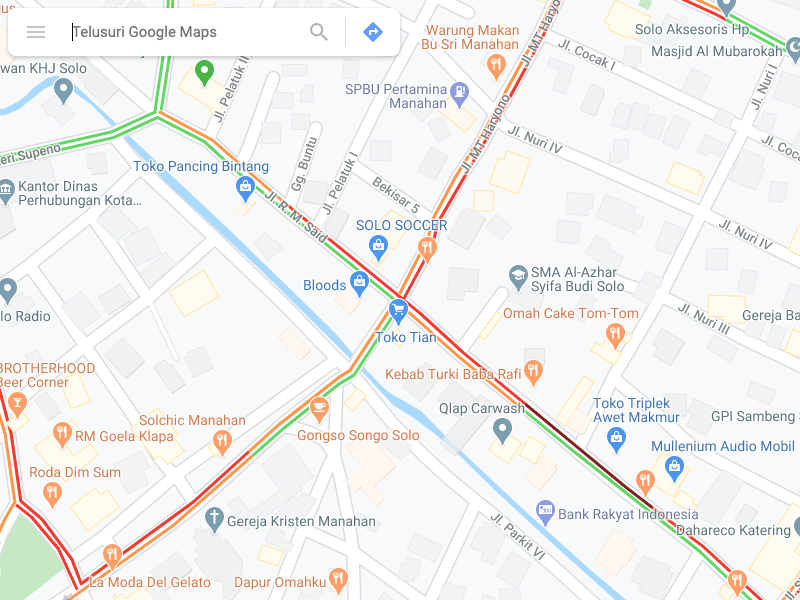 Telusuri Google Maps
Warung Makan
Bu Sri Manahan
Solo Aksesoris Hp
Masjid Al Mubarokah
Jl. MT Haryono
Jl. Cocak I
Jl. Nuri I
wan KHJ Solo
Jl. Pelatuk II
SPBU Pertamina
Manahan
Jl. MT Haryono
Jl. Nuri IV
Jl. Coc
eri Supeno
Toko Pancing Bintang
Gg. Buntu
Jl. Pelatuk I
Bekisar 5
Kantor Dinas
Perhubungan Kota...
Jl. R.M. Said
SOLO SOCCER
Jl. Nuri IV
Bloods
SMA Al-Azhar
Syifa Budi Solo
lo Radio
Omah Cake Tom-Tom
Jl. Nuri III
Gereja Ba
Toko Tian
BROTHERHOOD
Beer Corner
Kebab Turki Baba Rafi
Qlap Carwash
Toko Triplek
Awet Makmur
GPI Sambeng S
Solchic Manahan
RM Goela Klapa
Gongso Songo Solo
Mullenium Audio Mobil
Roda Dim Sum
Gereja Kristen Manahan
Bank Rakyat Indonesia
Jl. Parkit VI
Dahareco Katering
La Moda Del Gelato
Dapur Omahku